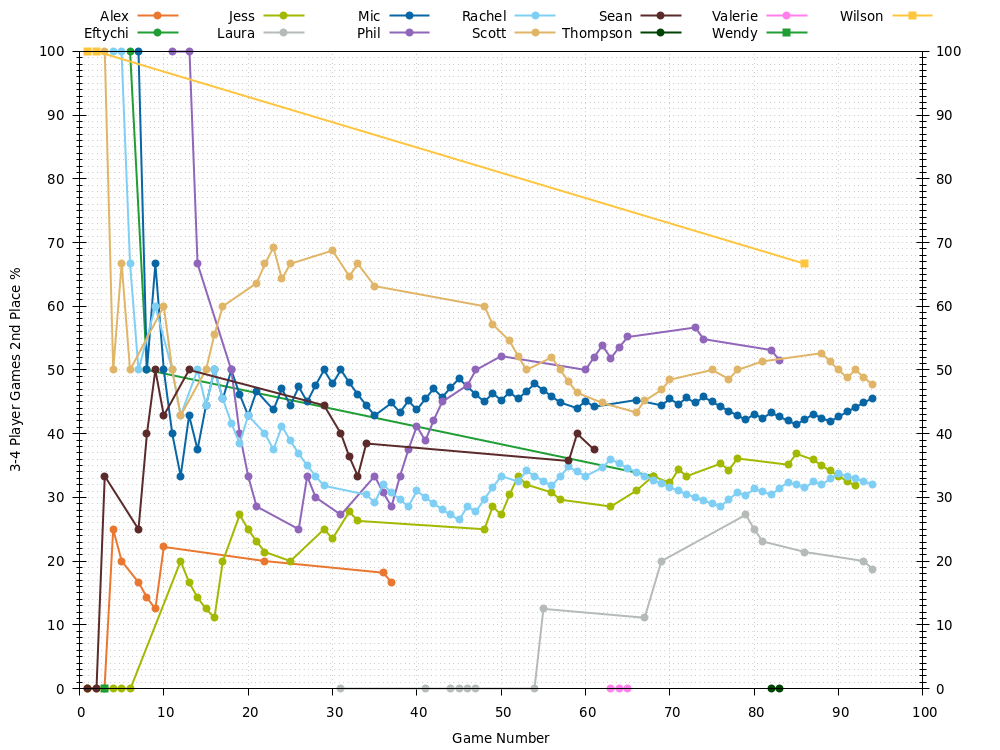 Alex Jess Mic Rachel Sean Valerie Wilson
Eftychi Laura Phil Scott Thompson Wendy
100 100
90 90
80 80
70 70
60 60
50 50
40 40
30 30
20 20
10 10
0 0
3-4 Player Games 2nd Place %
0 10 20 30 40 50 60 70 80 90 100
Game Number